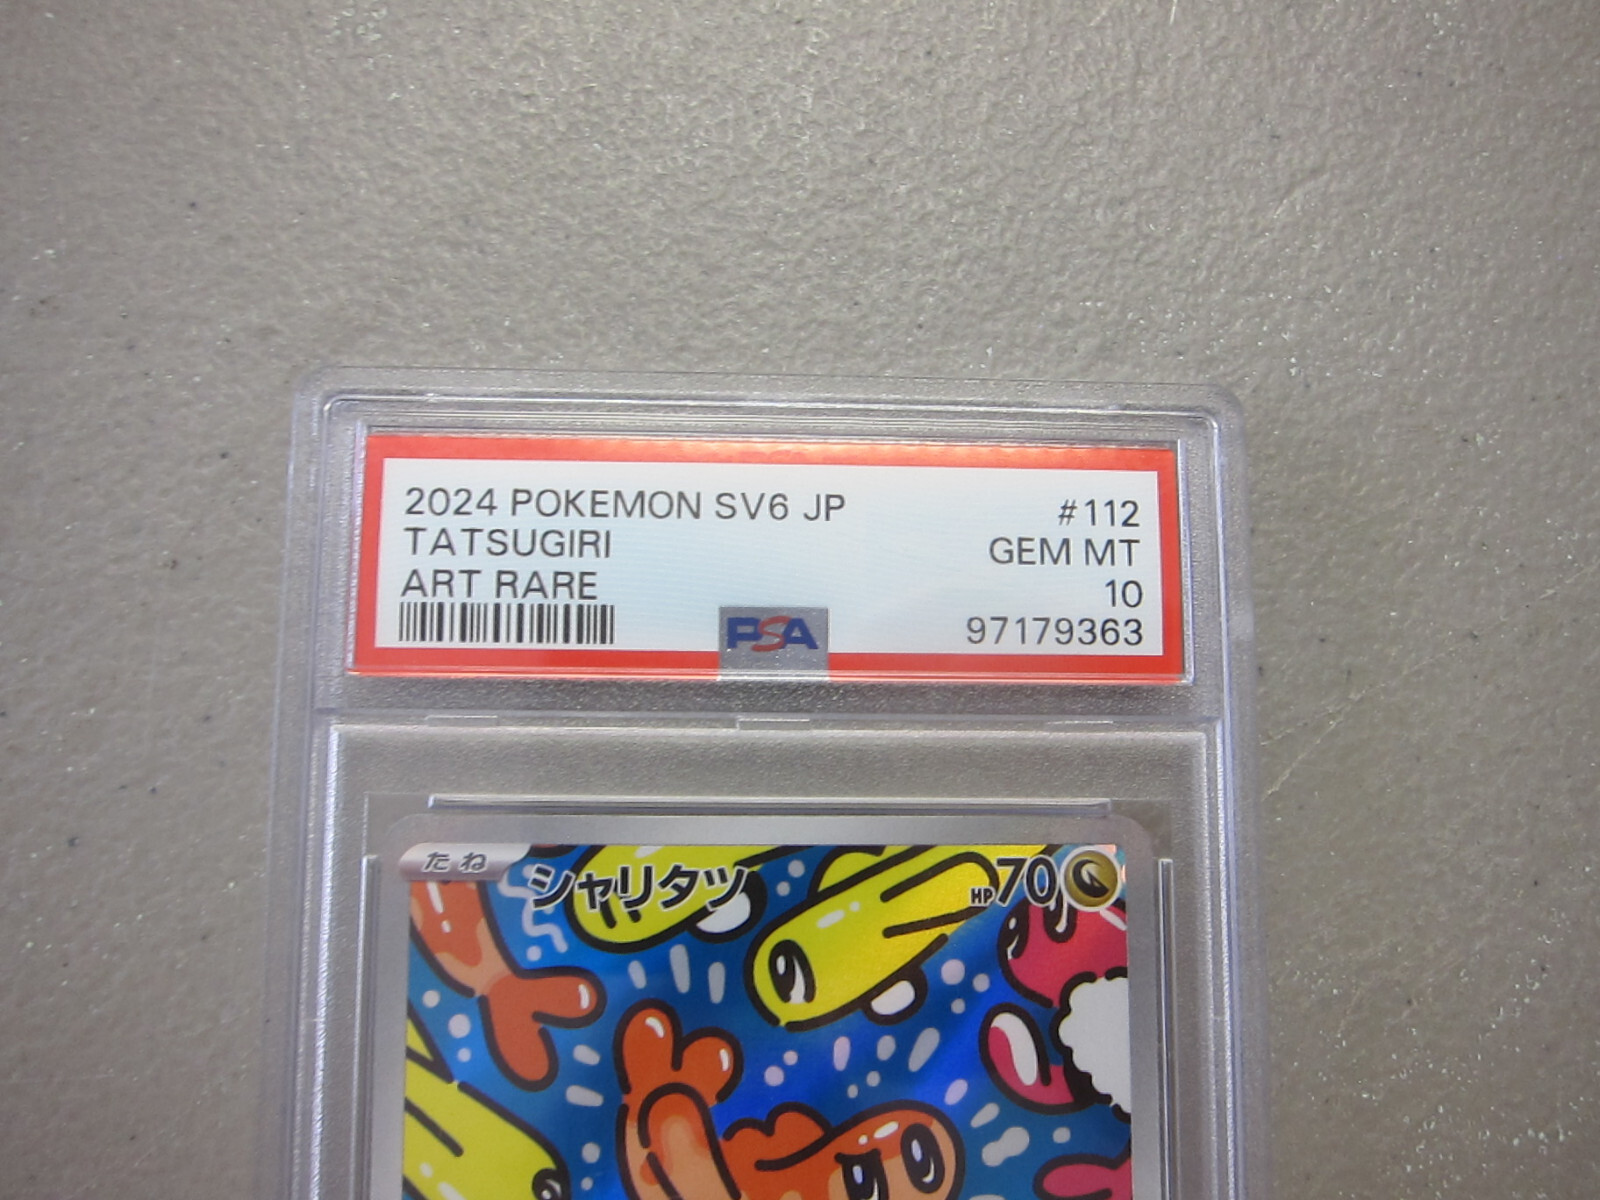 2024 POKEMON SV6 JP #112
TATSUGIRI GEM MT
ART RARE 10
PSA 97179363
たね シャリタツ HP70